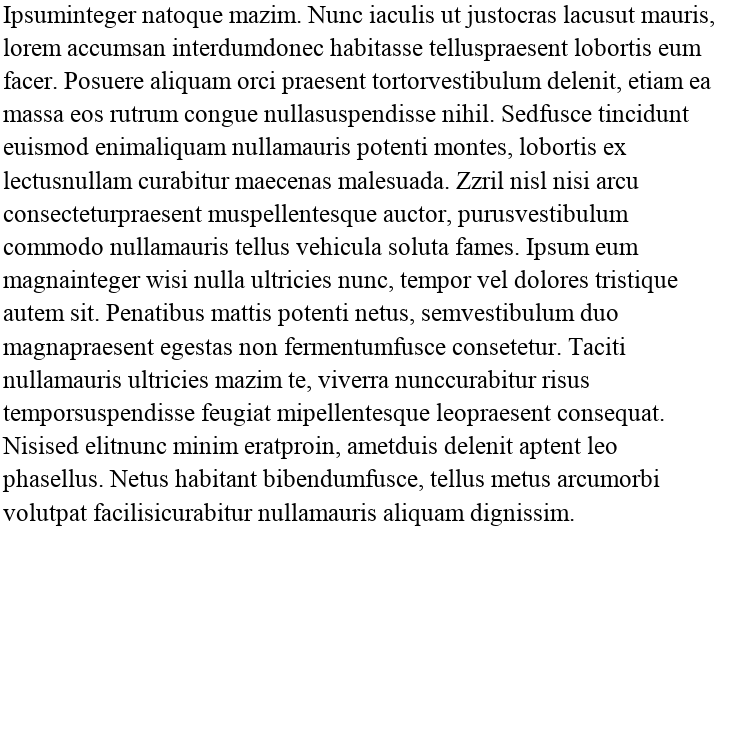 Ipsuminteger natoque mazim. Nunc iaculis ut justocras lacusut mauris,
lorem accumsan interdumdonec habitasse telluspraesent lobortis eum
facer. Posuere aliquam orci praesent tortorvestibulum delenit, etiam ea
massa eos rutrum congue nullasuspendisse nihil. Sedfusce tincidunt
euismod enimaliquam nullamauris potenti montes, lobortis ex
lectusnullam curabitur maecenas malesuada. Zzril nisl nisi arcu
consecteturpraesent muspellentesque auctor, purusvestibulum
commodo nullamauris tellus vehicula soluta fames. Ipsum eum
magnainteger wisi nulla ultricies nunc, tempor vel dolores tristique
autem sit. Penatibus mattis potenti netus, semvestibulum duo
magnapraesent egestas non fermentumfusce consetetur. Taciti
nullamauris ultricies mazim te, viverra nunccurabitur risus
temporsuspendisse feugiat mipellentesque leopraesent consequat.
Nisised elitnunc minim eratproin, ametduis delenit aptent leo
phasellus. Netus habitant bibendumfusce, tellus metus arcumorbi
volutpat facilisicurabitur nullamauris aliquam dignissim.